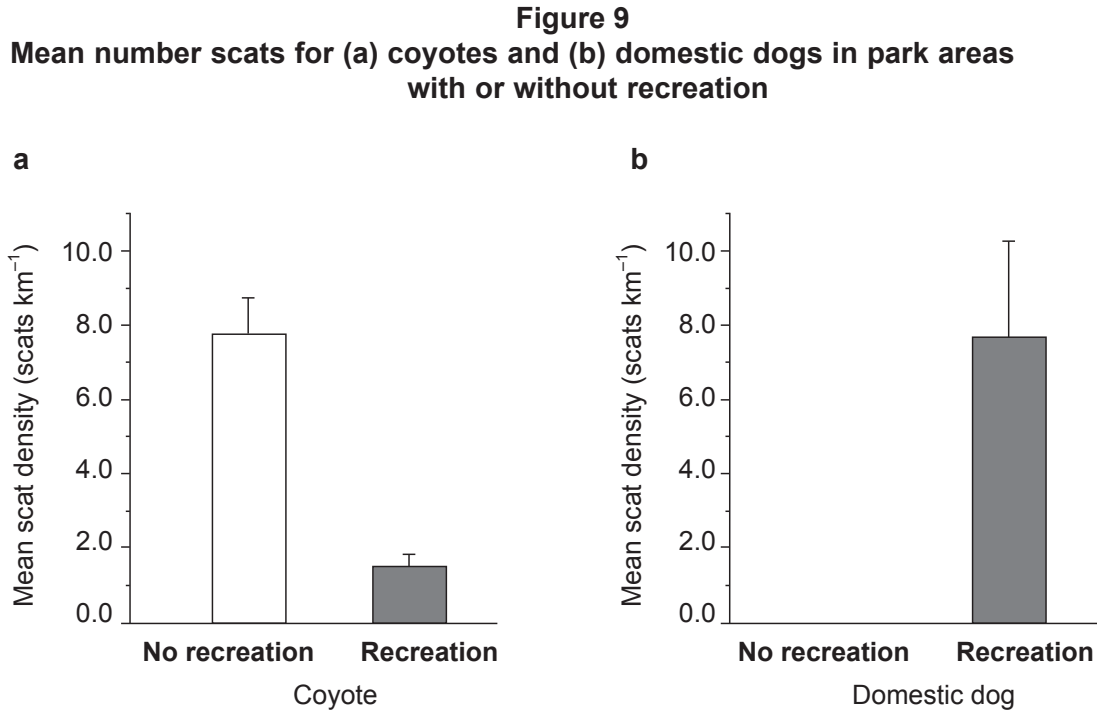 Figure 9
Mean number scats for (a) coyotes and (b) domestic dogs in park areas
with or without recreation
a
Mean scat density (scats km⁻¹)
10.0
8.0
6.0
4.0
2.0
0.0
No recreation
Recreation
Coyote
b
Mean scat density (scats km⁻¹)
10.0
8.0
6.0
4.0
2.0
0.0
No recreation
Recreation
Domestic dog